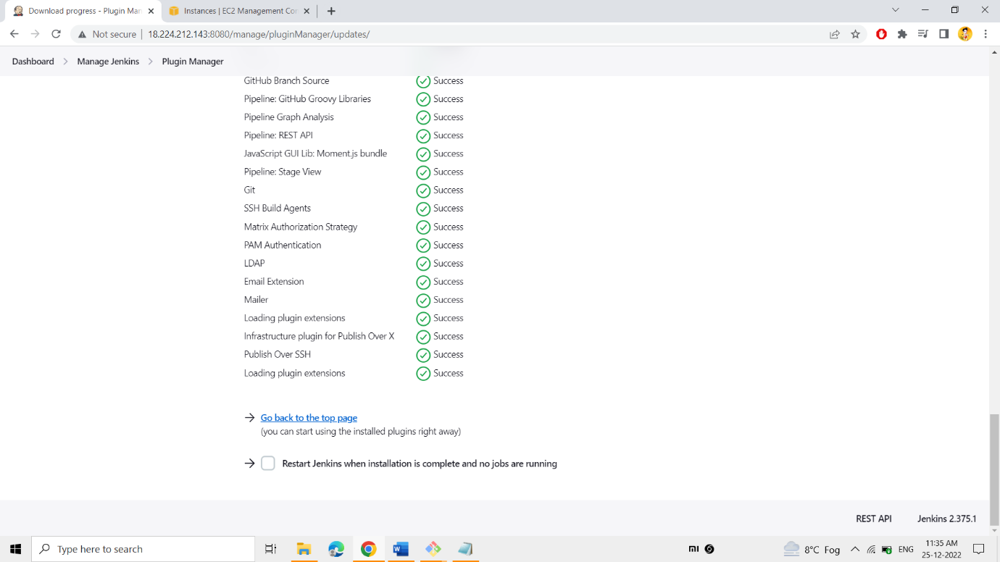 Download progress - Plugin Man
Instances | EC2 Management Con
Not secure
18.224.212.143:8080/manage/pluginManager/updates/
Dashboard
Manage Jenkins
Plugin Manager
GitHub Branch Source Success
Pipeline: GitHub Groovy Libraries Success
Pipeline Graph Analysis Success
Pipeline: REST API Success
JavaScript GUI Lib: Moment.js bundle Success
Pipeline: Stage View Success
Git Success
SSH Build Agents Success
Matrix Authorization Strategy Success
PAM Authentication Success
LDAP Success
Email Extension Success
Mailer Success
Loading plugin extensions Success
Infrastructure plugin for Publish Over X Success
Publish Over SSH Success
Loading plugin extensions Success
Go back to the top page
(you can start using the installed plugins right away)
Restart Jenkins when installation is complete and no jobs are running
REST API Jenkins 2.375.1
Type here to search
8°C Fog
ENG
11:35 AM
25-12-2022